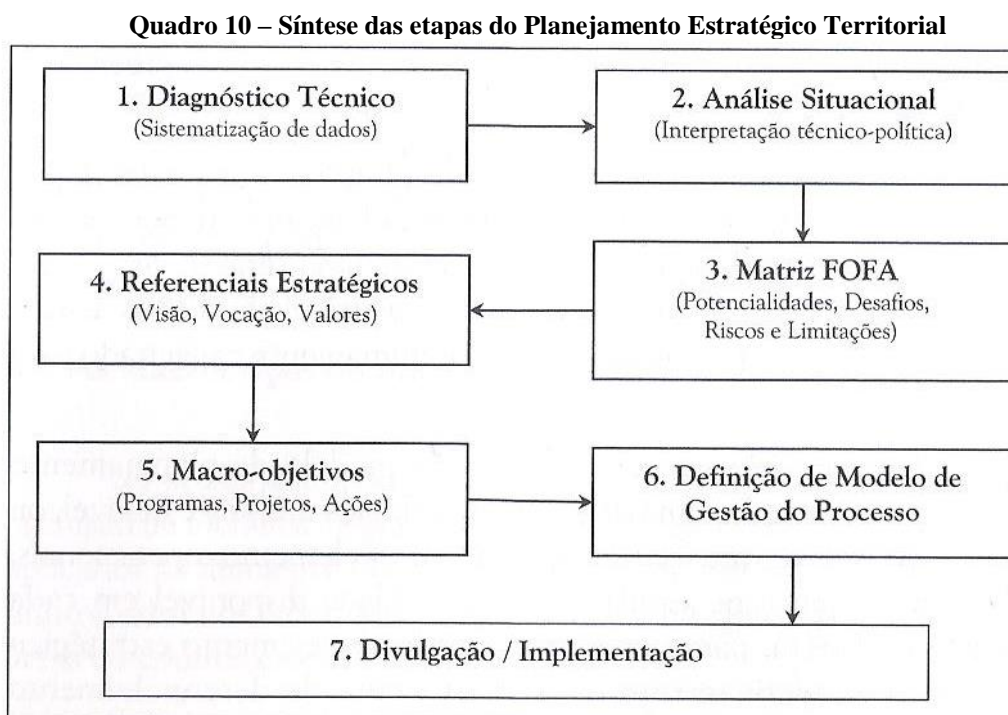 Quadro 10 – Síntese das etapas do Planejamento Estratégico Territorial
1. Diagnóstico Técnico
(Sistematização de dados)
2. Análise Situacional
(Interpretação técnico-política)
3. Matriz FOFA
(Potencialidades, Desafios,
Riscos e Limitações)
4. Referenciais Estratégicos
(Visão, Vocação, Valores)
5. Macro-objetivos
(Programas, Projetos, Ações)
6. Definição de Modelo de
Gestão do Processo
7. Divulgação / Implementação